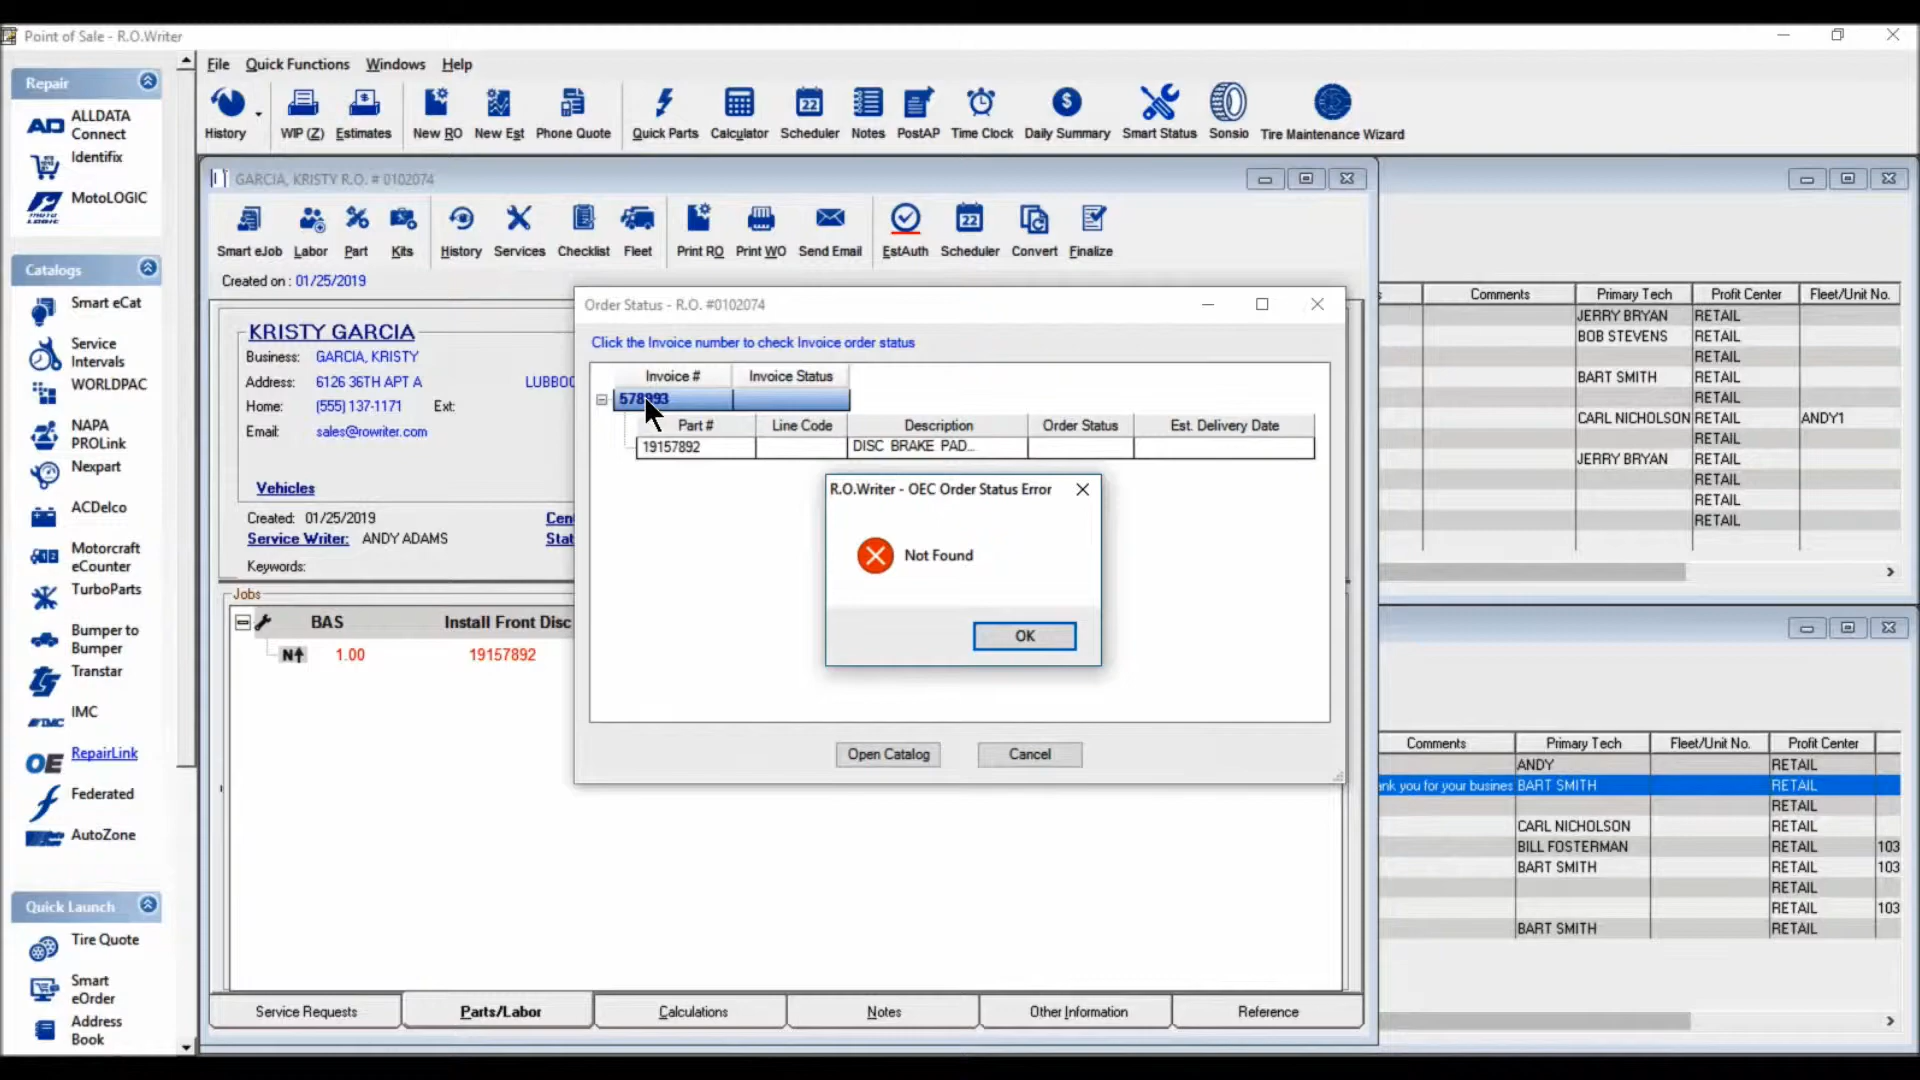 Point of Sale - R.O.Writer
File Quick Functions Windows Help
History WIP (Z) Estimates New RO New Est Phone Quote Quick Parts Calculator Scheduler Notes PostAP Time Clock Daily Summary Smart Status Sonsio Tire Maintenance Wizard
Repair
ALLDATA
Connect
Identifix
MotoLOGIC
Catalogs
Smart eCat
Service
Intervals
WORLDPAC
NAPA
PROLink
Nexpart
ACDelco
Motorcraft
eCounter
TurboParts
Bumper to
Bumper
Transtar
IMC
RepairLink
Federated
AutoZone
Quick Launch
Tire Quote
Smart
eOrder
Address
Book
GARCIA, KRISTY R.O. # 0102074
Smart eJob Labor Part Kits History Services Checklist Fleet Print RO Print WO Send Email EstAuth Scheduler Convert Finalize
Created on : 01/25/2019
KRISTY GARCIA
Business: GARCIA, KRISTY
Address: 6126 36TH APT A LUBBOC
Home: (555) 137-1171 Ext:
Email: sales@rowriter.com
Vehicles
Created: 01/25/2019 Cen
Service Writer: ANDY ADAMS Stat
Keywords:
Jobs
BAS Install Front Disc
1.00 19157892
Service Requests Parts/Labor Calculations Notes Other Information Reference
Order Status - R.O. #0102074
Click the Invoice number to check Invoice order status
Invoice # Invoice Status
Part # Line Code Description Order Status Est. Delivery Date
19157892 DISC BRAKE PAD...
R.O.Writer - OEC Order Status Error
Not Found
OK
Open Catalog Cancel
Comments Primary Tech Profit Center Fleet/Unit No.
JERRY BRYAN RETAIL
BOB STEVENS RETAIL
RETAIL
BART SMITH RETAIL
RETAIL
CARL NICHOLSON RETAIL ANDY1
RETAIL
JERRY BRYAN RETAIL
RETAIL
RETAIL
RETAIL
Comments Primary Tech Fleet/Unit No. Profit Center
ANDY RETAIL
ank you for your busines BART SMITH RETAIL
RETAIL
CARL NICHOLSON RETAIL
BILL FOSTERMAN RETAIL 103
BART SMITH RETAIL 103
RETAIL
RETAIL 103
BART SMITH RETAIL